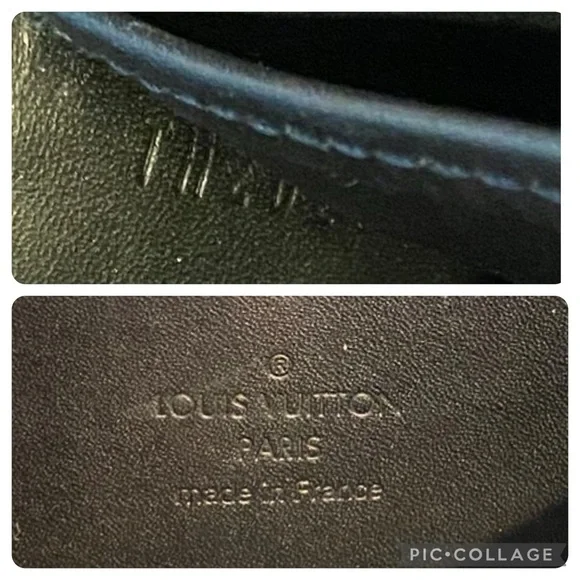 ®
LOUIS VUITTON
PARIS
made in France
PIC•COLLAGE